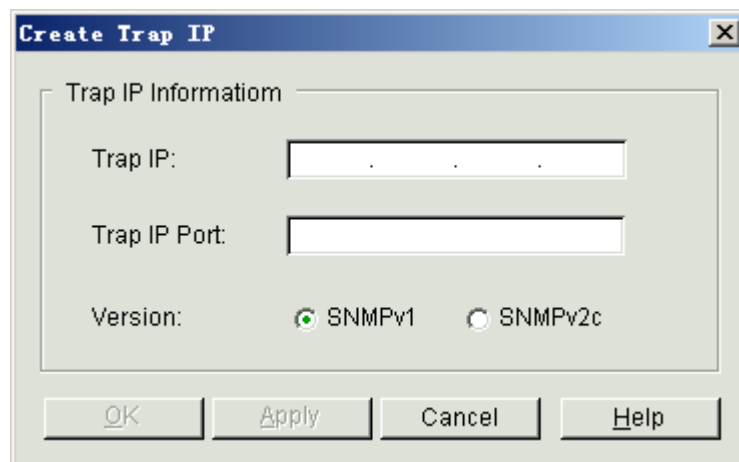 Create Trap IP
Trap IP Informatiom
Trap IP: . . .
Trap IP Port:
Version: SNMPv1 SNMPv2c
OK Apply Cancel Help